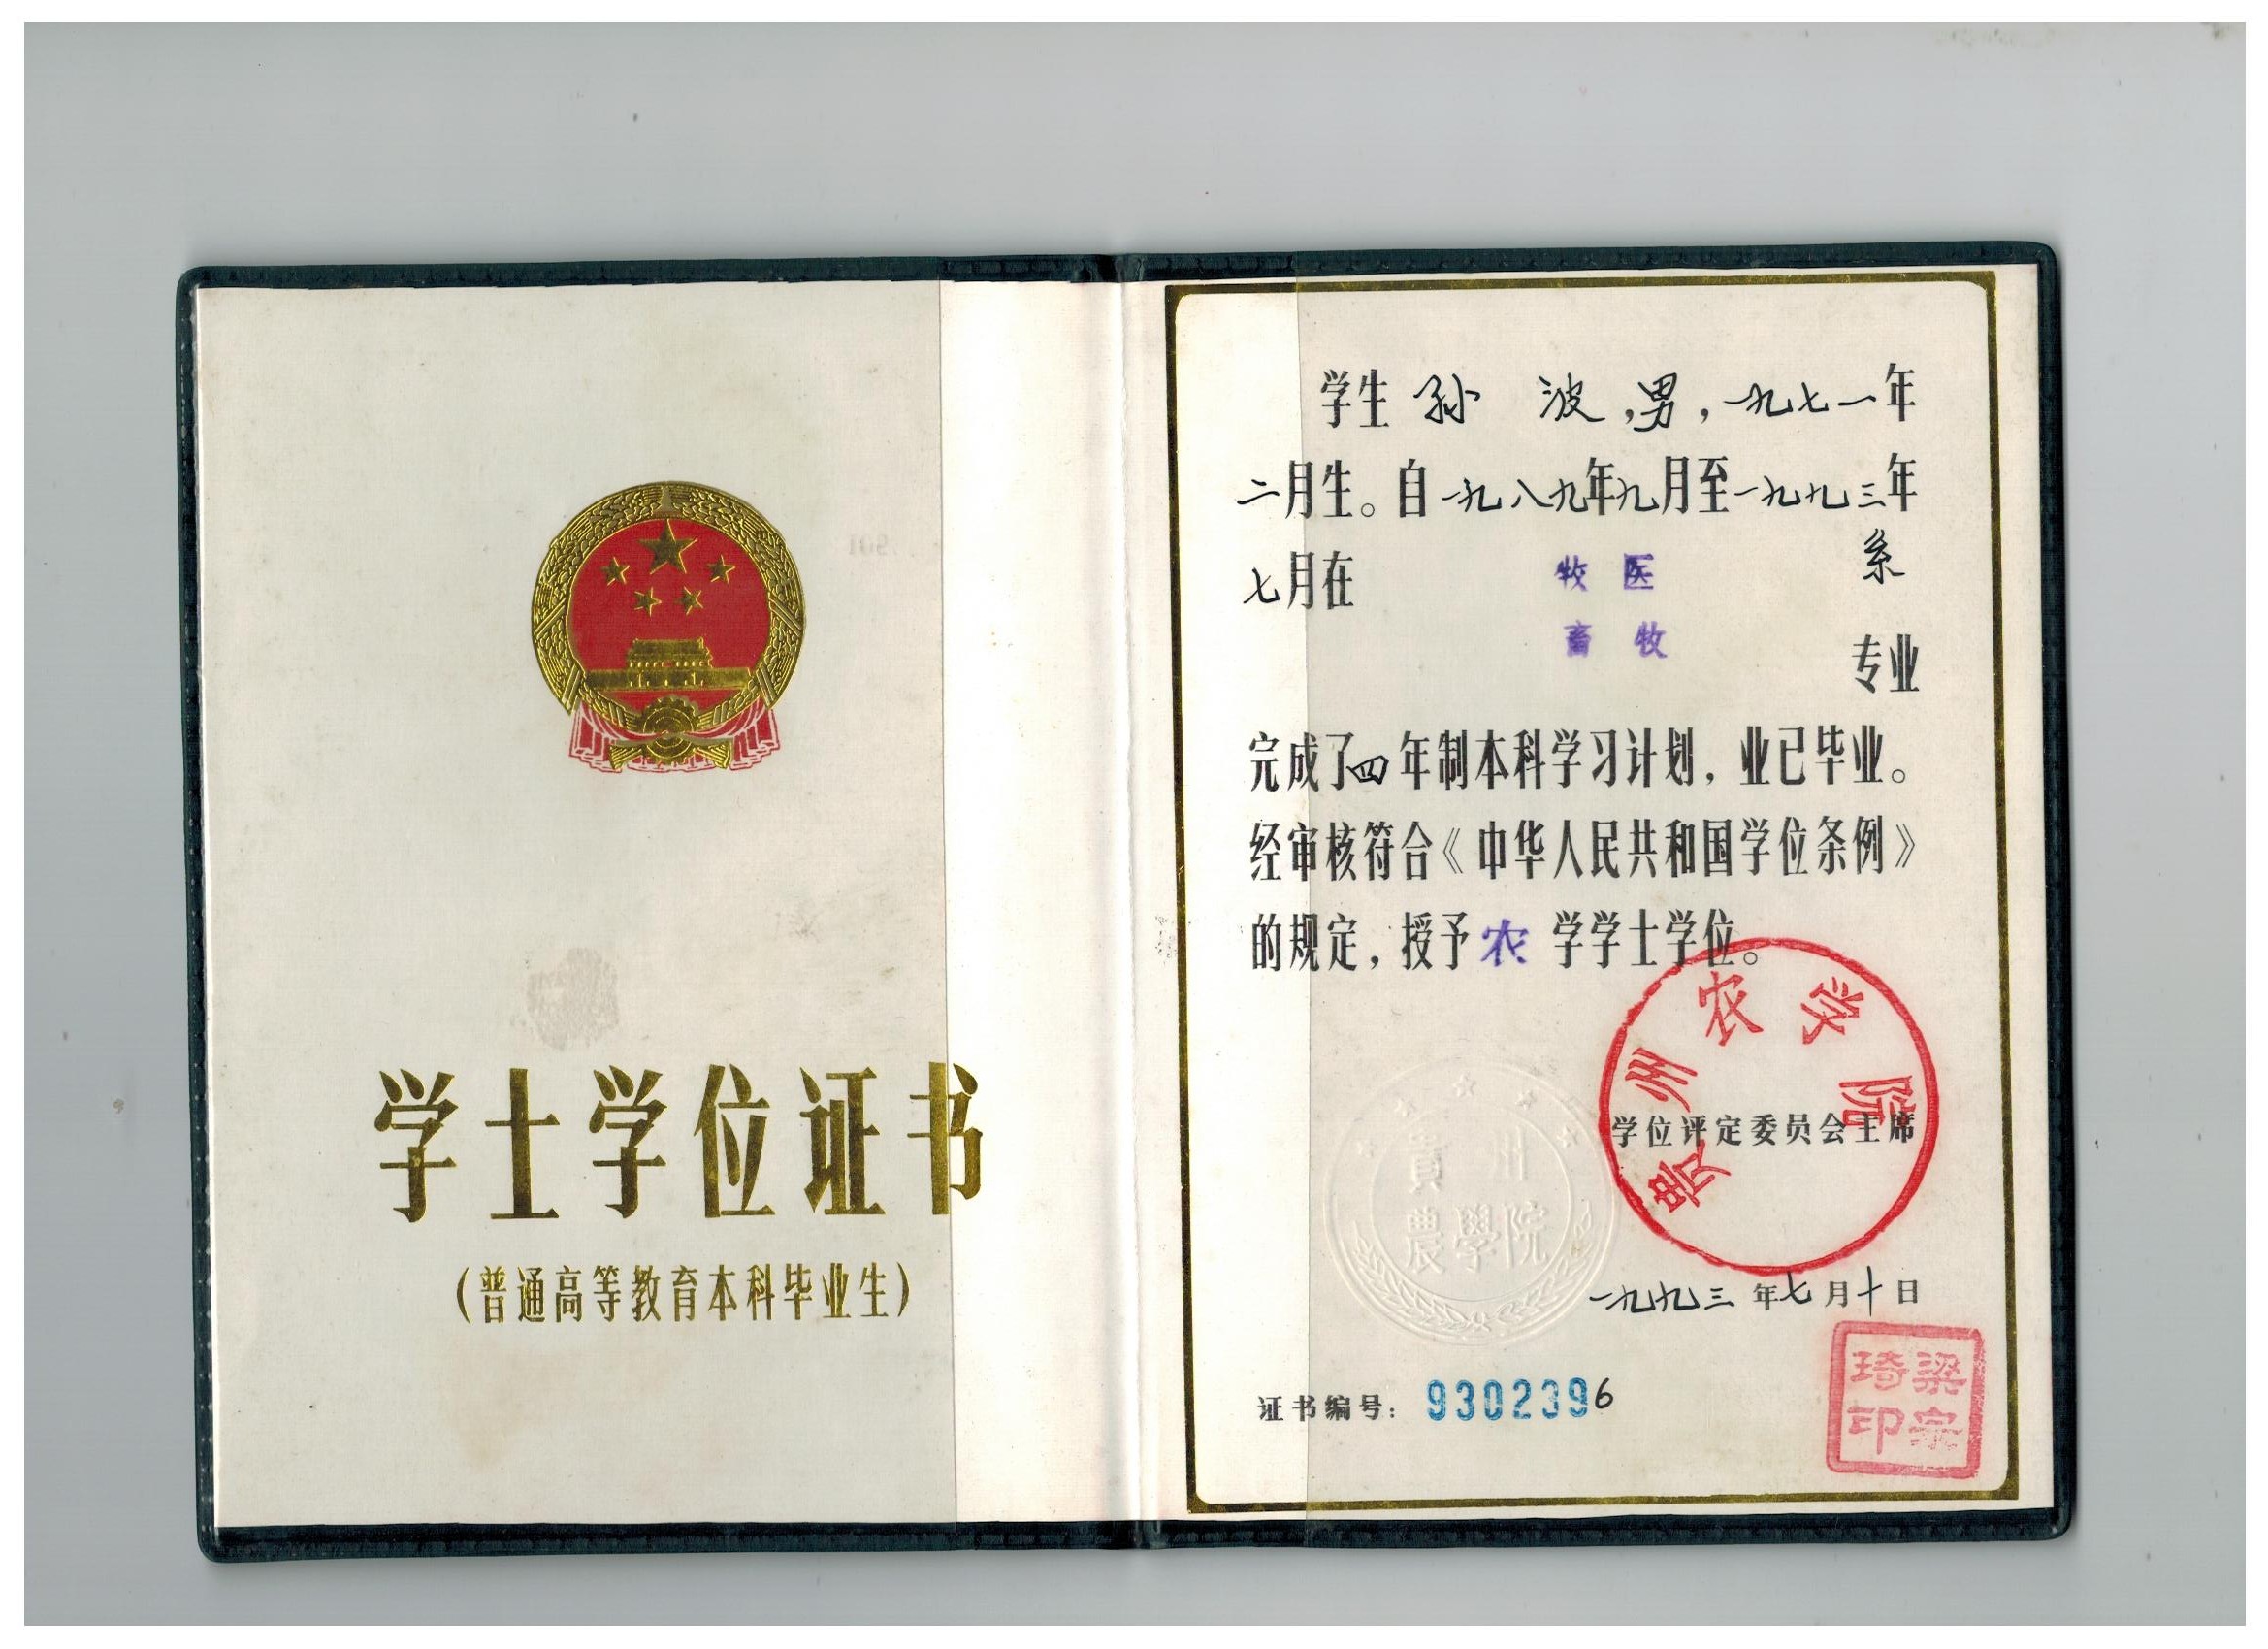 学士学位证书
(普通高等教育本科毕业生)
学生 孙 波,男,一九七一年
二月生。自一九八九年九月至一九九三年
七月在 牧医 系
畜牧 专业
完成了四年制本科学习计划,业已毕业。
经审核符合《中华人民共和国学位条例》
的规定,授予农学学士学位。
贵州农学院
学位评定委员会主席
貴州
農學院
一九九三年七月十日
证书编号:9302396
梁宗琦印